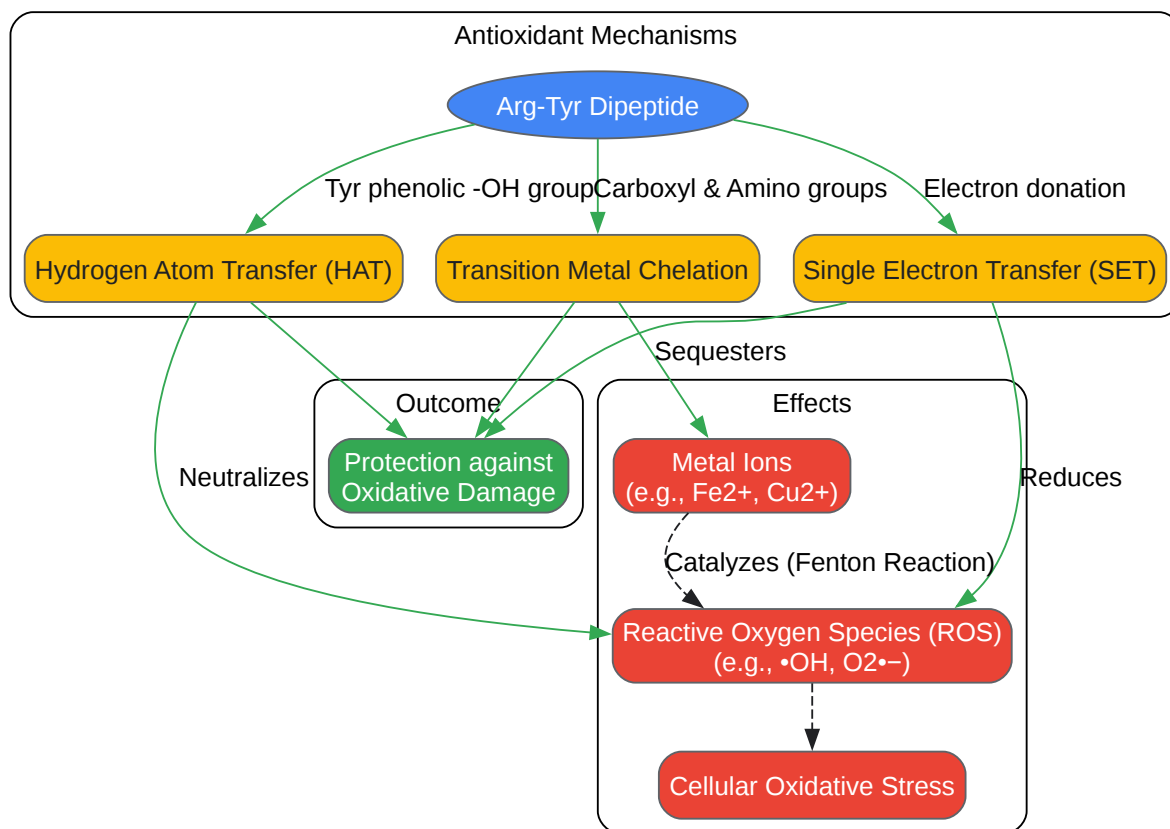 Antioxidant Mechanisms
Arg-Tyr Dipeptide
Tyr phenolic -OH group
Carboxyl & Amino groups
Electron donation
Hydrogen Atom Transfer (HAT)
Transition Metal Chelation
Single Electron Transfer (SET)
Sequesters
Outcome
Effects
Protection against
Oxidative Damage
Metal Ions
(e.g., Fe2+, Cu2+)
Neutralizes
Reduces
Catalyzes (Fenton Reaction)
Reactive Oxygen Species (ROS)
(e.g., •OH, O2•−)
Cellular Oxidative Stress